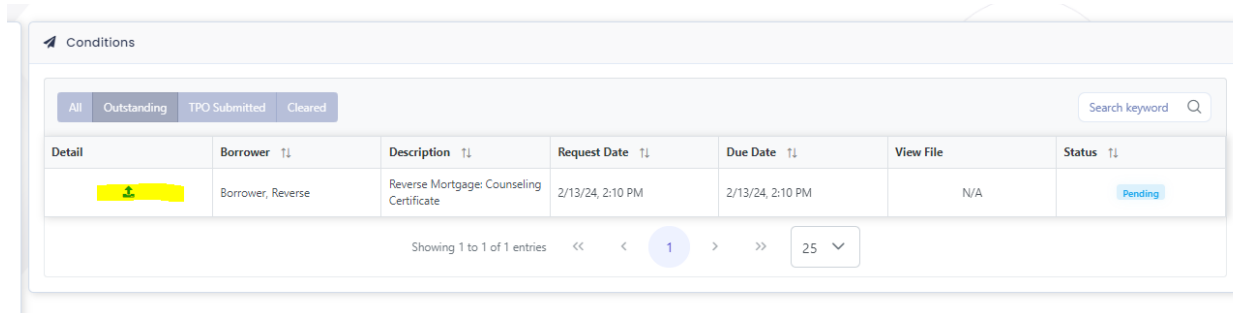 Conditions
All Outstanding TPO Submitted Cleared Search keyword
Detail Borrower Description Request Date Due Date View File Status
Borrower, Reverse Reverse Mortgage: Counseling Certificate 2/13/24, 2:10 PM 2/13/24, 2:10 PM N/A Pending
Showing 1 to 1 of 1 entries << < 1 > >> 25